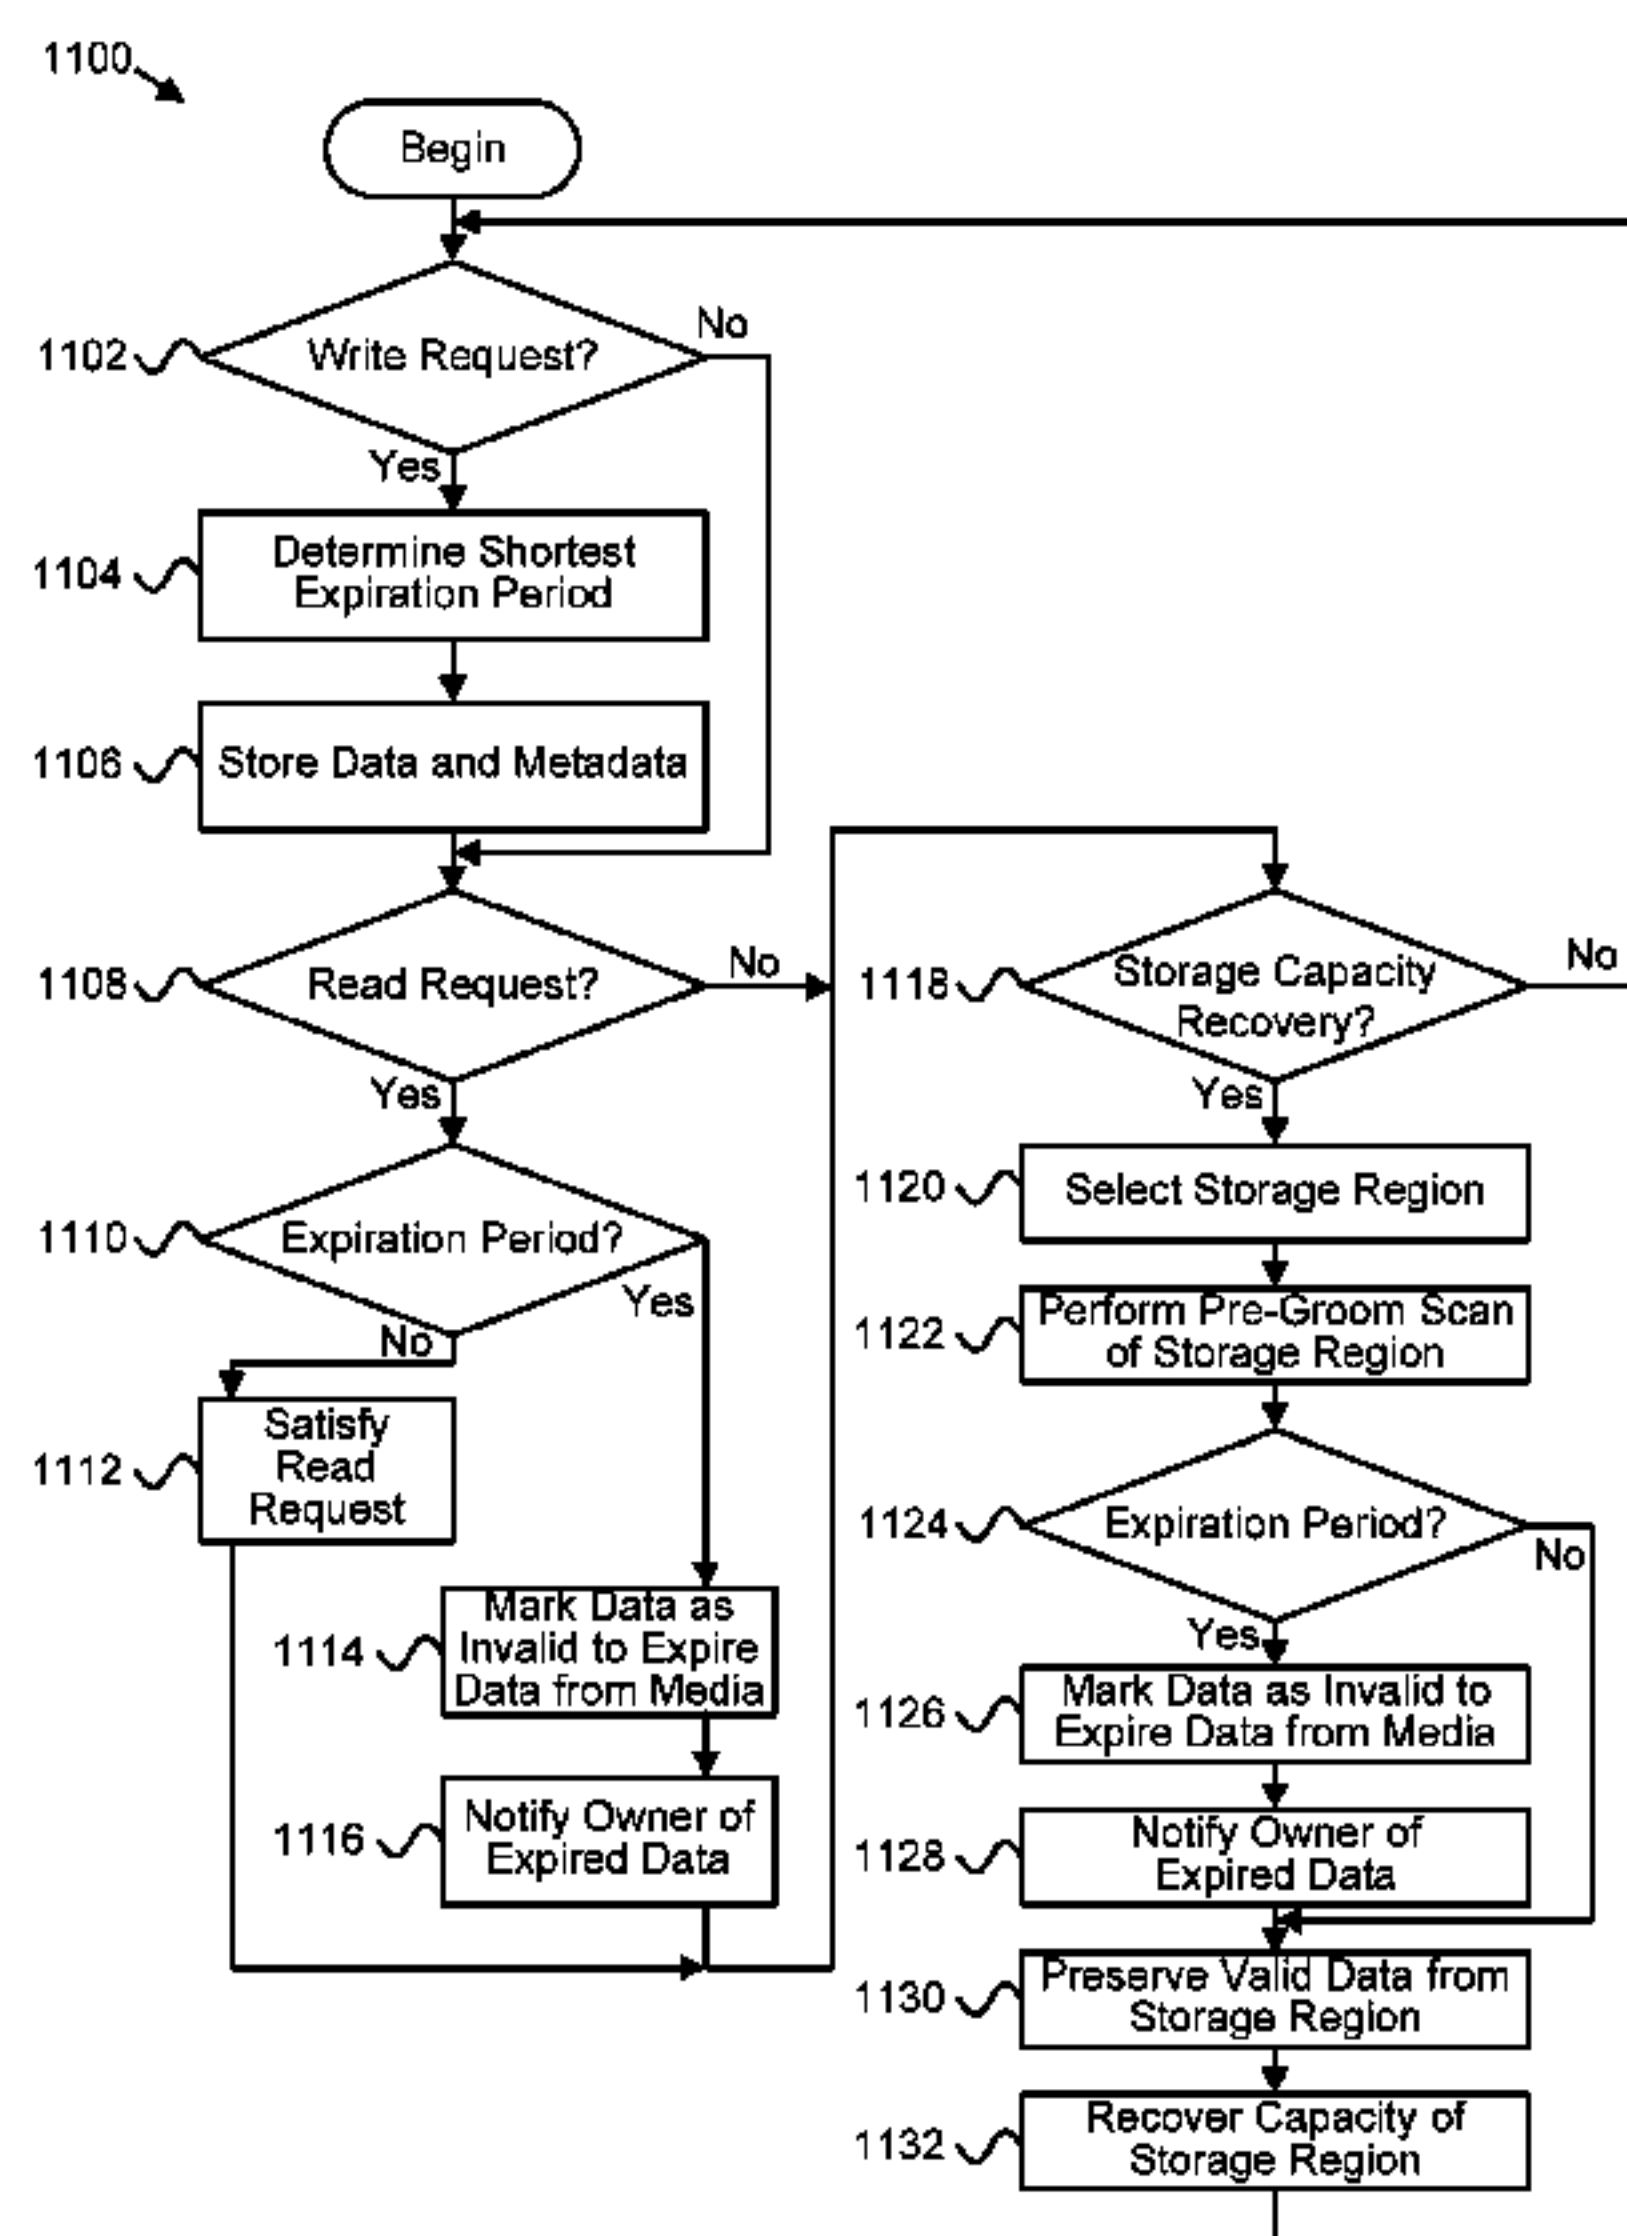 1100
Begin
1102
Write Request?
No
Yes
1104
Determine Shortest
Expiration Period
1106
Store Data and Metadata
1108
Read Request?
No
Yes
1110
Expiration Period?
Yes
No
1112
Satisfy
Read
Request
1114
Mark Data as
Invalid to Expire
Data from Media
1116
Notify Owner of
Expired Data
1118
Storage Capacity
Recovery?
No
Yes
1120
Select Storage Region
1122
Perform Pre-Groom Scan
of Storage Region
1124
Expiration Period?
No
Yes
1126
Mark Data as Invalid to
Expire Data from Media
1128
Notify Owner of
Expired Data
1130
Preserve Valid Data from
Storage Region
1132
Recover Capacity of
Storage Region